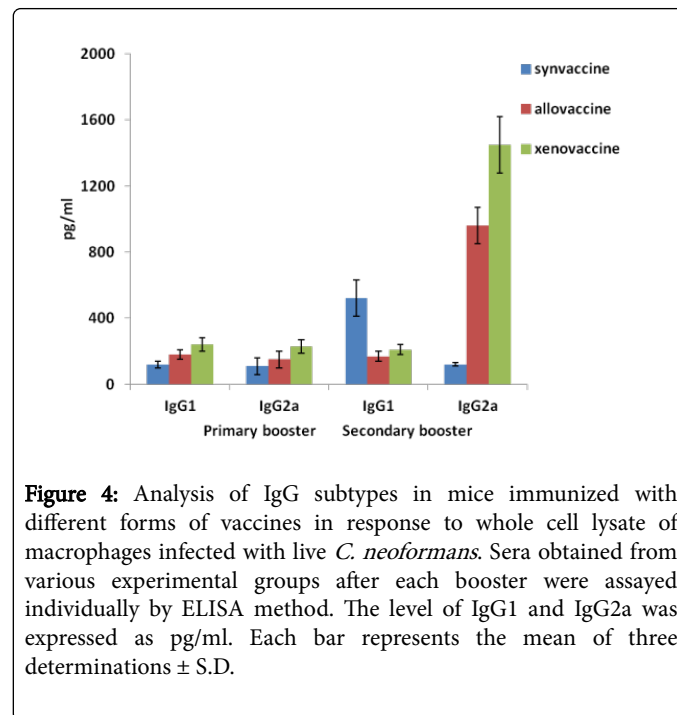 2000
1600
1200
800
400
0
pg/ml
synvaccine
allovaccine
xenovaccine
IgG1 IgG2a IgG1 IgG2a
Primary booster Secondary booster
Figure 4: Analysis of IgG subtypes in mice immunized with
different forms of vaccines in response to whole cell lysate of
macrophages infected with live C. neoformans. Sera obtained from
various experimental groups after each booster were assayed
individually by ELISA method. The level of IgG1 and IgG2a was
expressed as pg/ml. Each bar represents the mean of three
determinations ± S.D.